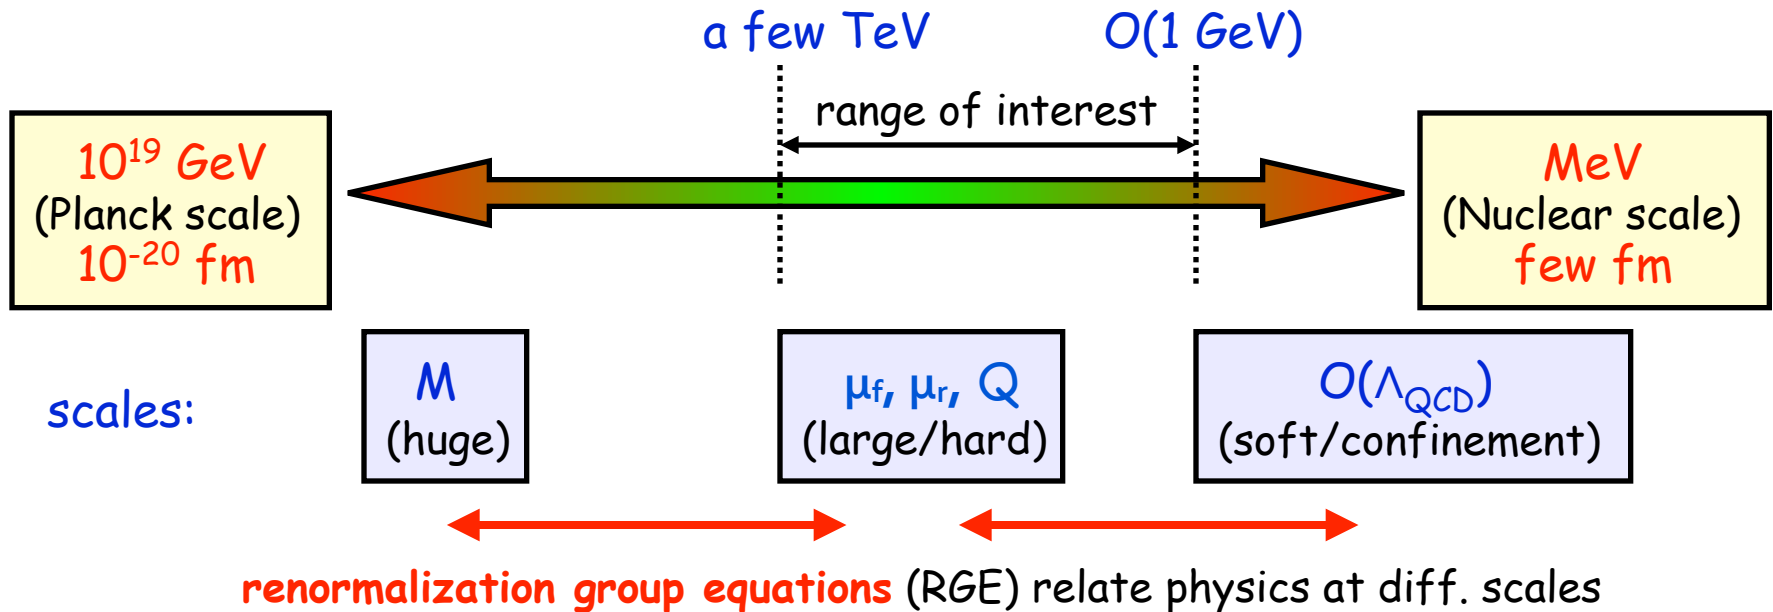 a few TeV
O(1 GeV)
range of interest
10¹⁹ GeV
(Planck scale)
10⁻²⁰ fm
MeV
(Nuclear scale)
few fm
scales:
M
(huge)
μf, μr, Q
(large/hard)
O(Λ_QCD)
(soft/confinement)
renormalization group equations (RGE) relate physics at diff. scales